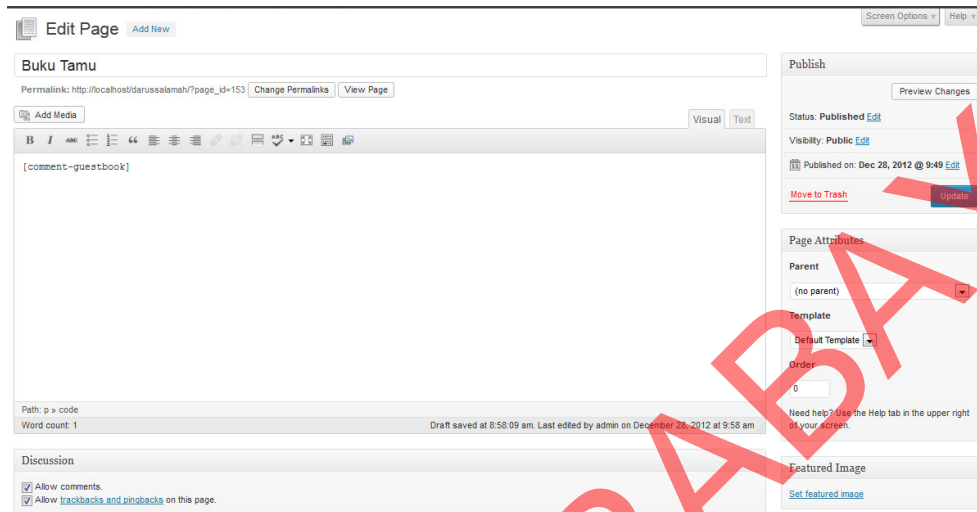 Screen Options Help
Edit Page Add New
Buku Tamu
Permalink: http://localhost/darussalamah/?page_id=153 Change Permalinks View Page
Add Media
Visual Text
B I ABC “ ABC
[comment-guestbook]
Path: p » code
Word count: 1 Draft saved at 8:58:09 am. Last edited by admin on December 28, 2012 at 9:58 am
Discussion
Allow comments.
Allow trackbacks and pingbacks on this page.
Publish
Preview Changes
Status: Published Edit
Visibility: Public Edit
Published on: Dec 28, 2012 @ 9:49 Edit
Move to Trash Update
Page Attributes
Parent
(no parent)
Template
Default Template
Order
0
Need help? Use the Help tab in the upper right
of your screen.
Featured Image
Set featured image